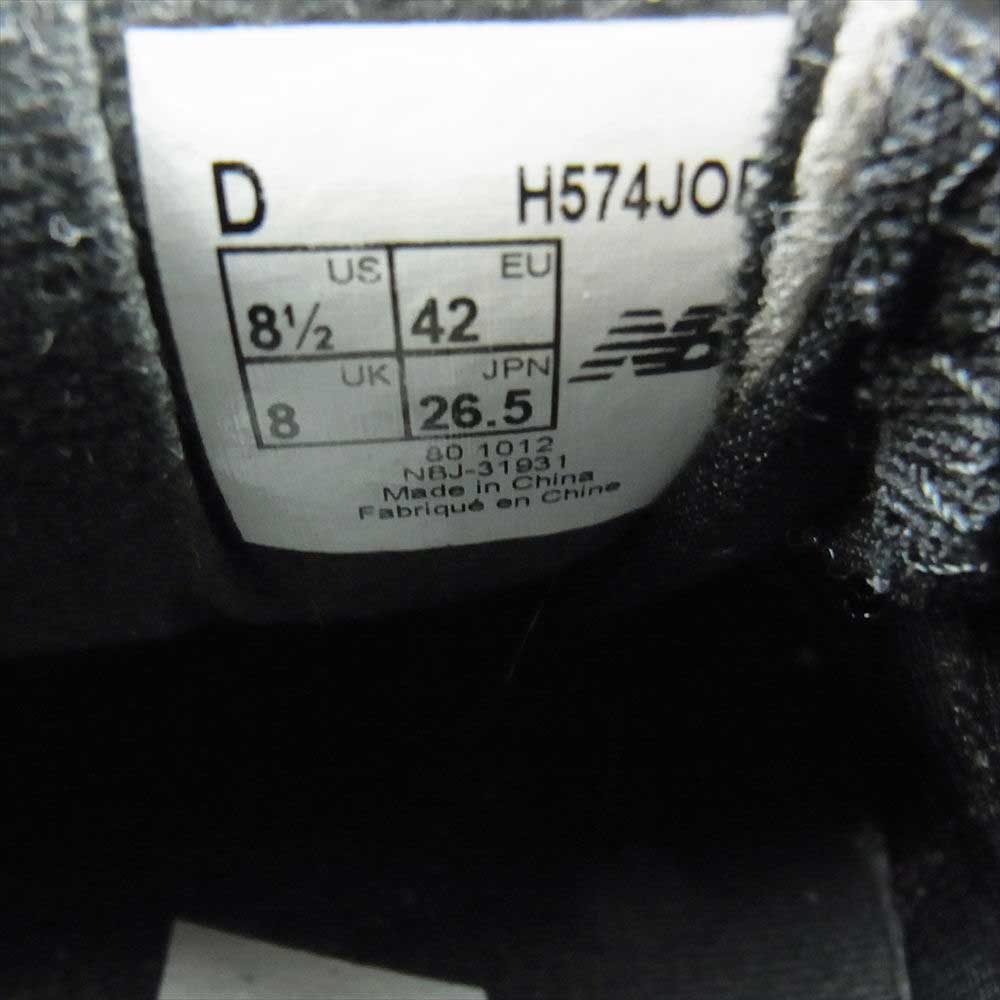 D
US EU
8½ 42
UK JPN
8 26.5
80 1012
NBJ-31931
Made in China
Fabriqué en Chine